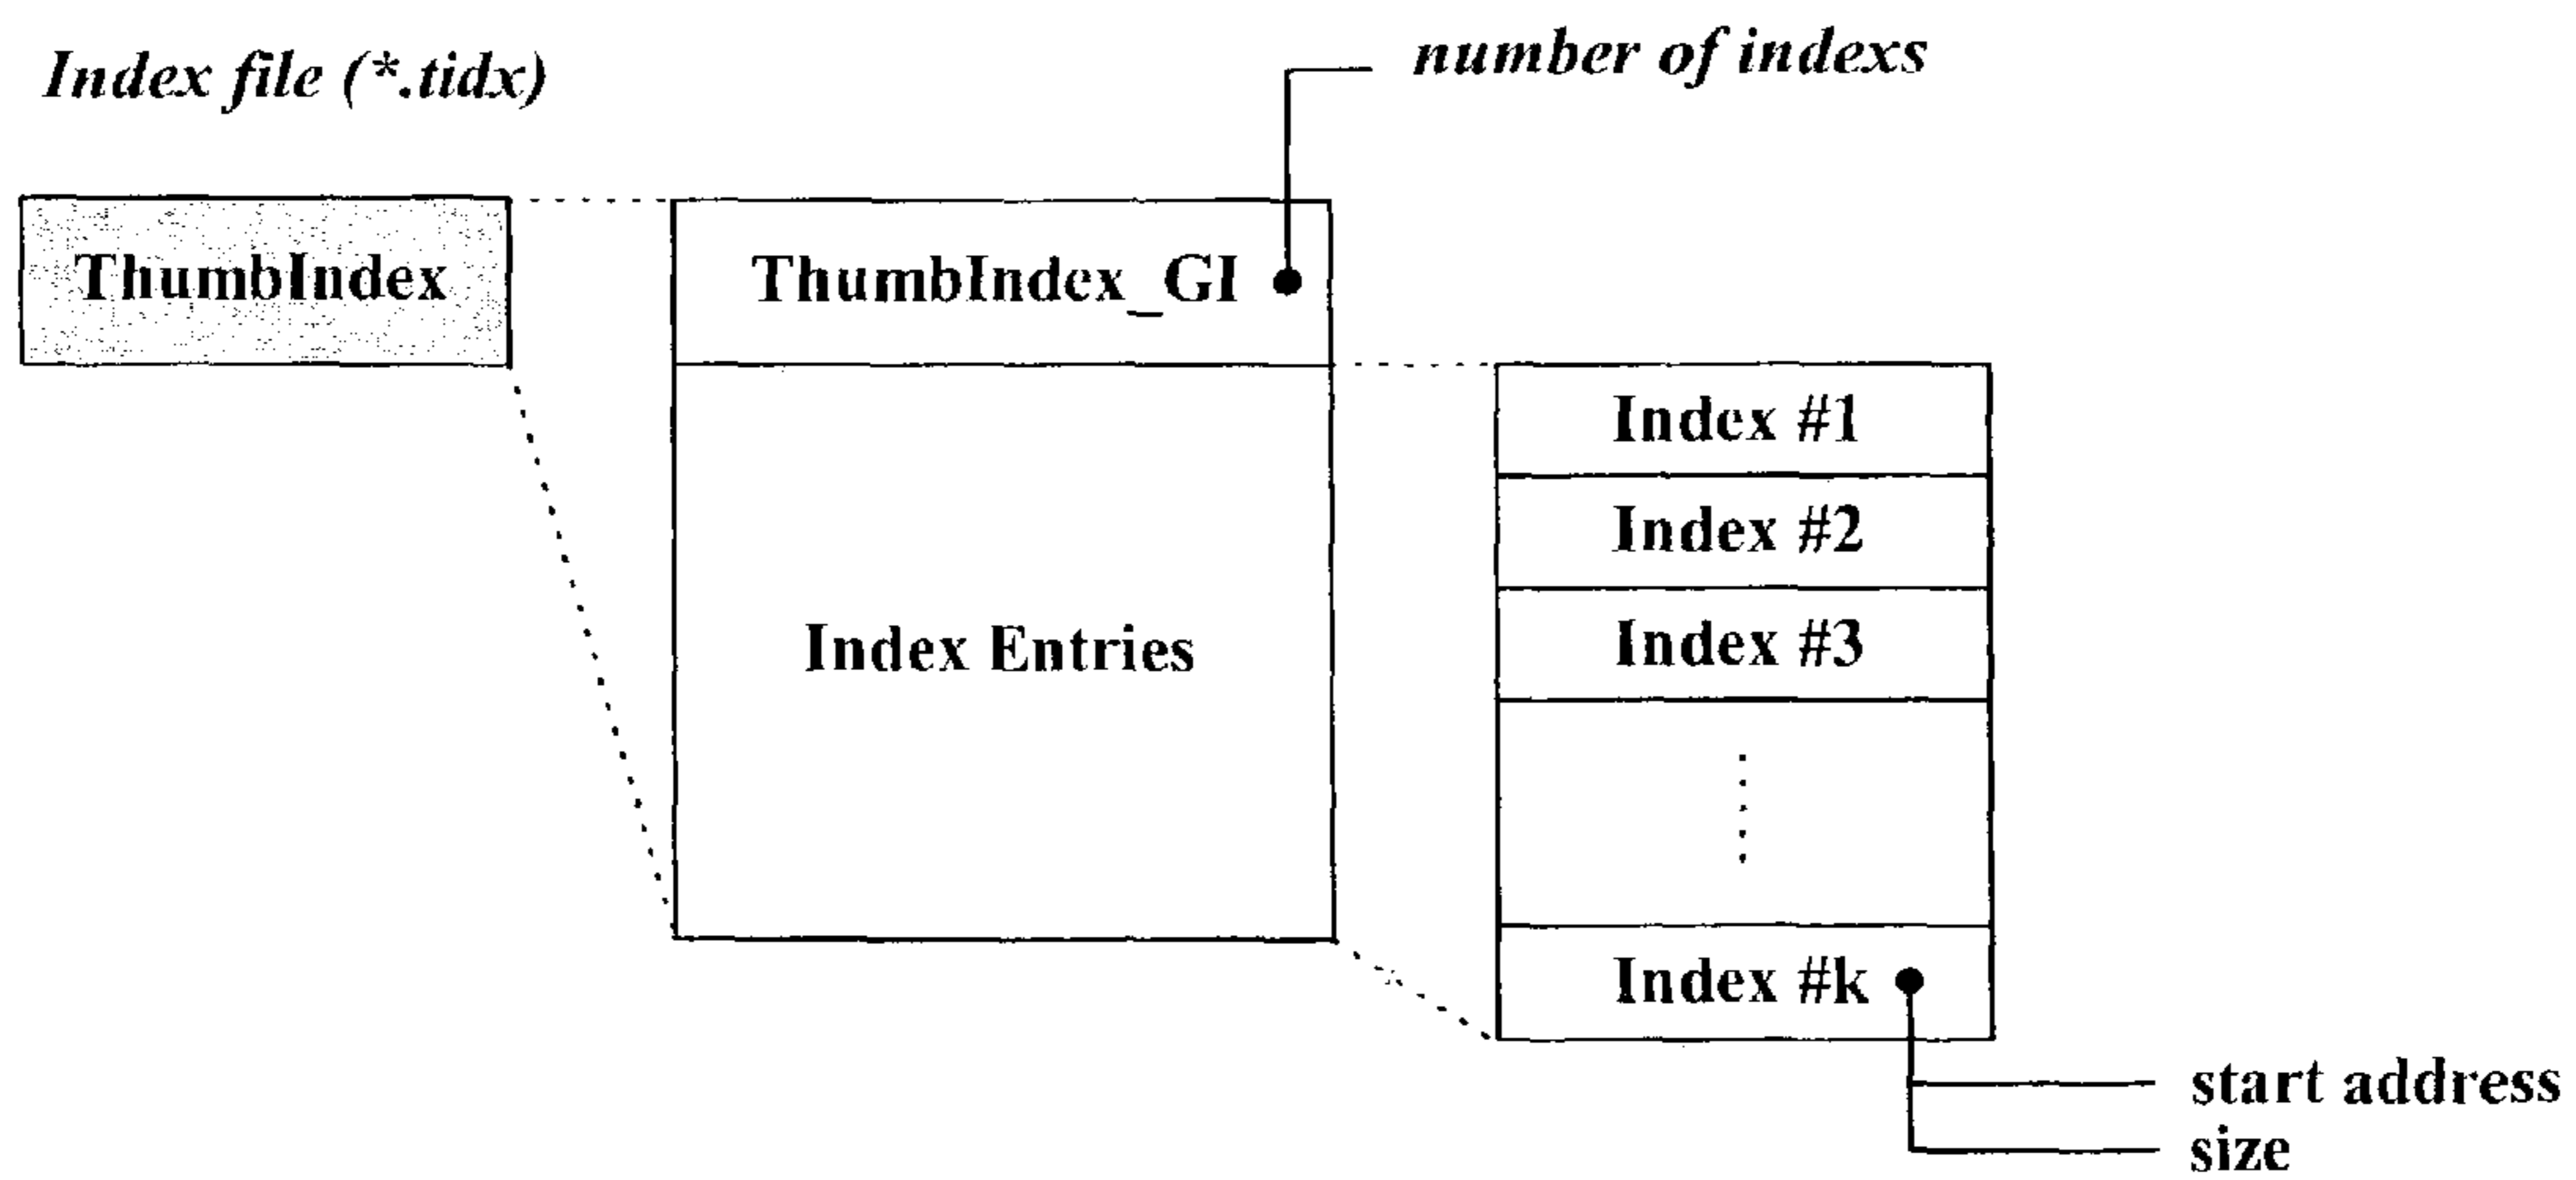 Index file (*.tidx)
number of indexs
ThumbIndex
ThumbIndex_GI
Index Entries
Index #1
Index #2
Index #3
Index #k
start address
size